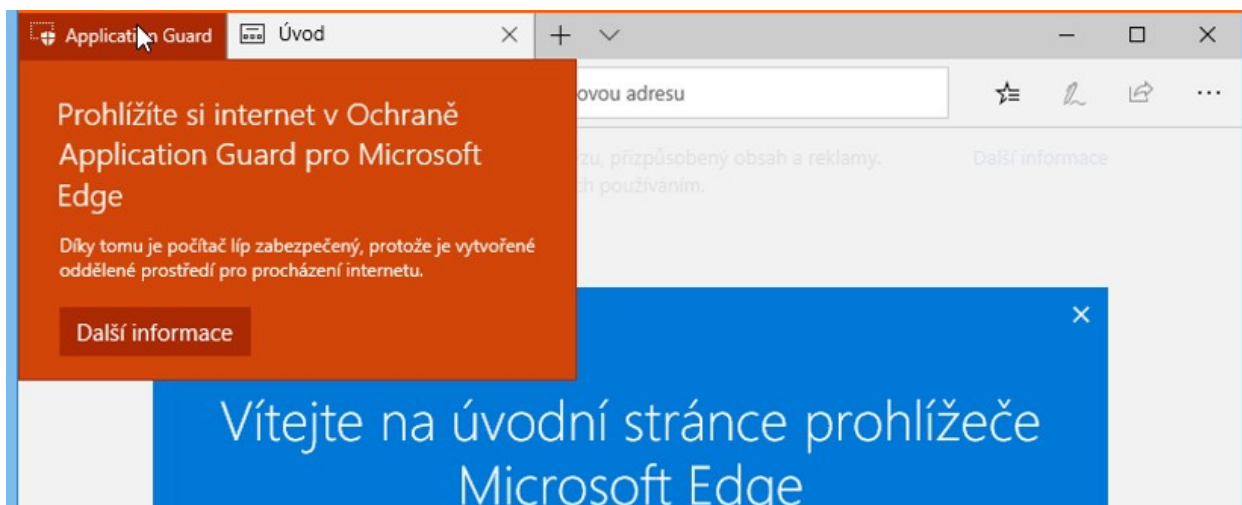 Application Guard
Úvod
ovou adresu
Prohlížíte si internet v Ochraně
Application Guard pro Microsoft
Edge
Díky tomu je počítač líp zabezpečený, protože je vytvořené
oddělené prostředí pro procházení internetu.
Další informace
přizpůsobený obsah a reklamy.
používáním.
Další informace
Vítejte na úvodní stránce prohlížeče
Microsoft Edge